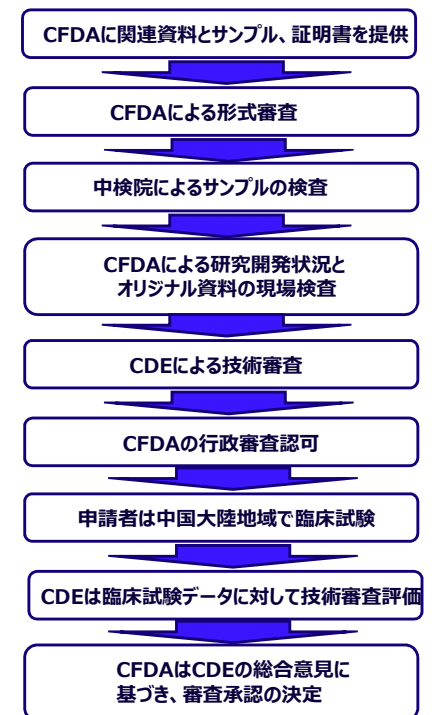 CFDAに関連資料とサンプル、証明書を提供
CFDAによる形式審査
中検院によるサンプルの検査
CFDAによる研究開発状況と
オリジナル資料の現場検査
CDEによる技術審査
CFDAの行政審査認可
申請者は中国大陸地域で臨床試験
CDEは臨床試験データに対して技術審査評価
CFDAはCDEの総合意見に
基づき、審査承認の決定